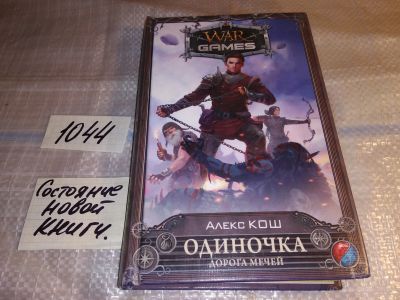 WAR
GAMES
1044
Состояние
новой
книги.
Алекс КОШ
ОДИНОЧКА
ДОРОГА МЕЧЕЙ